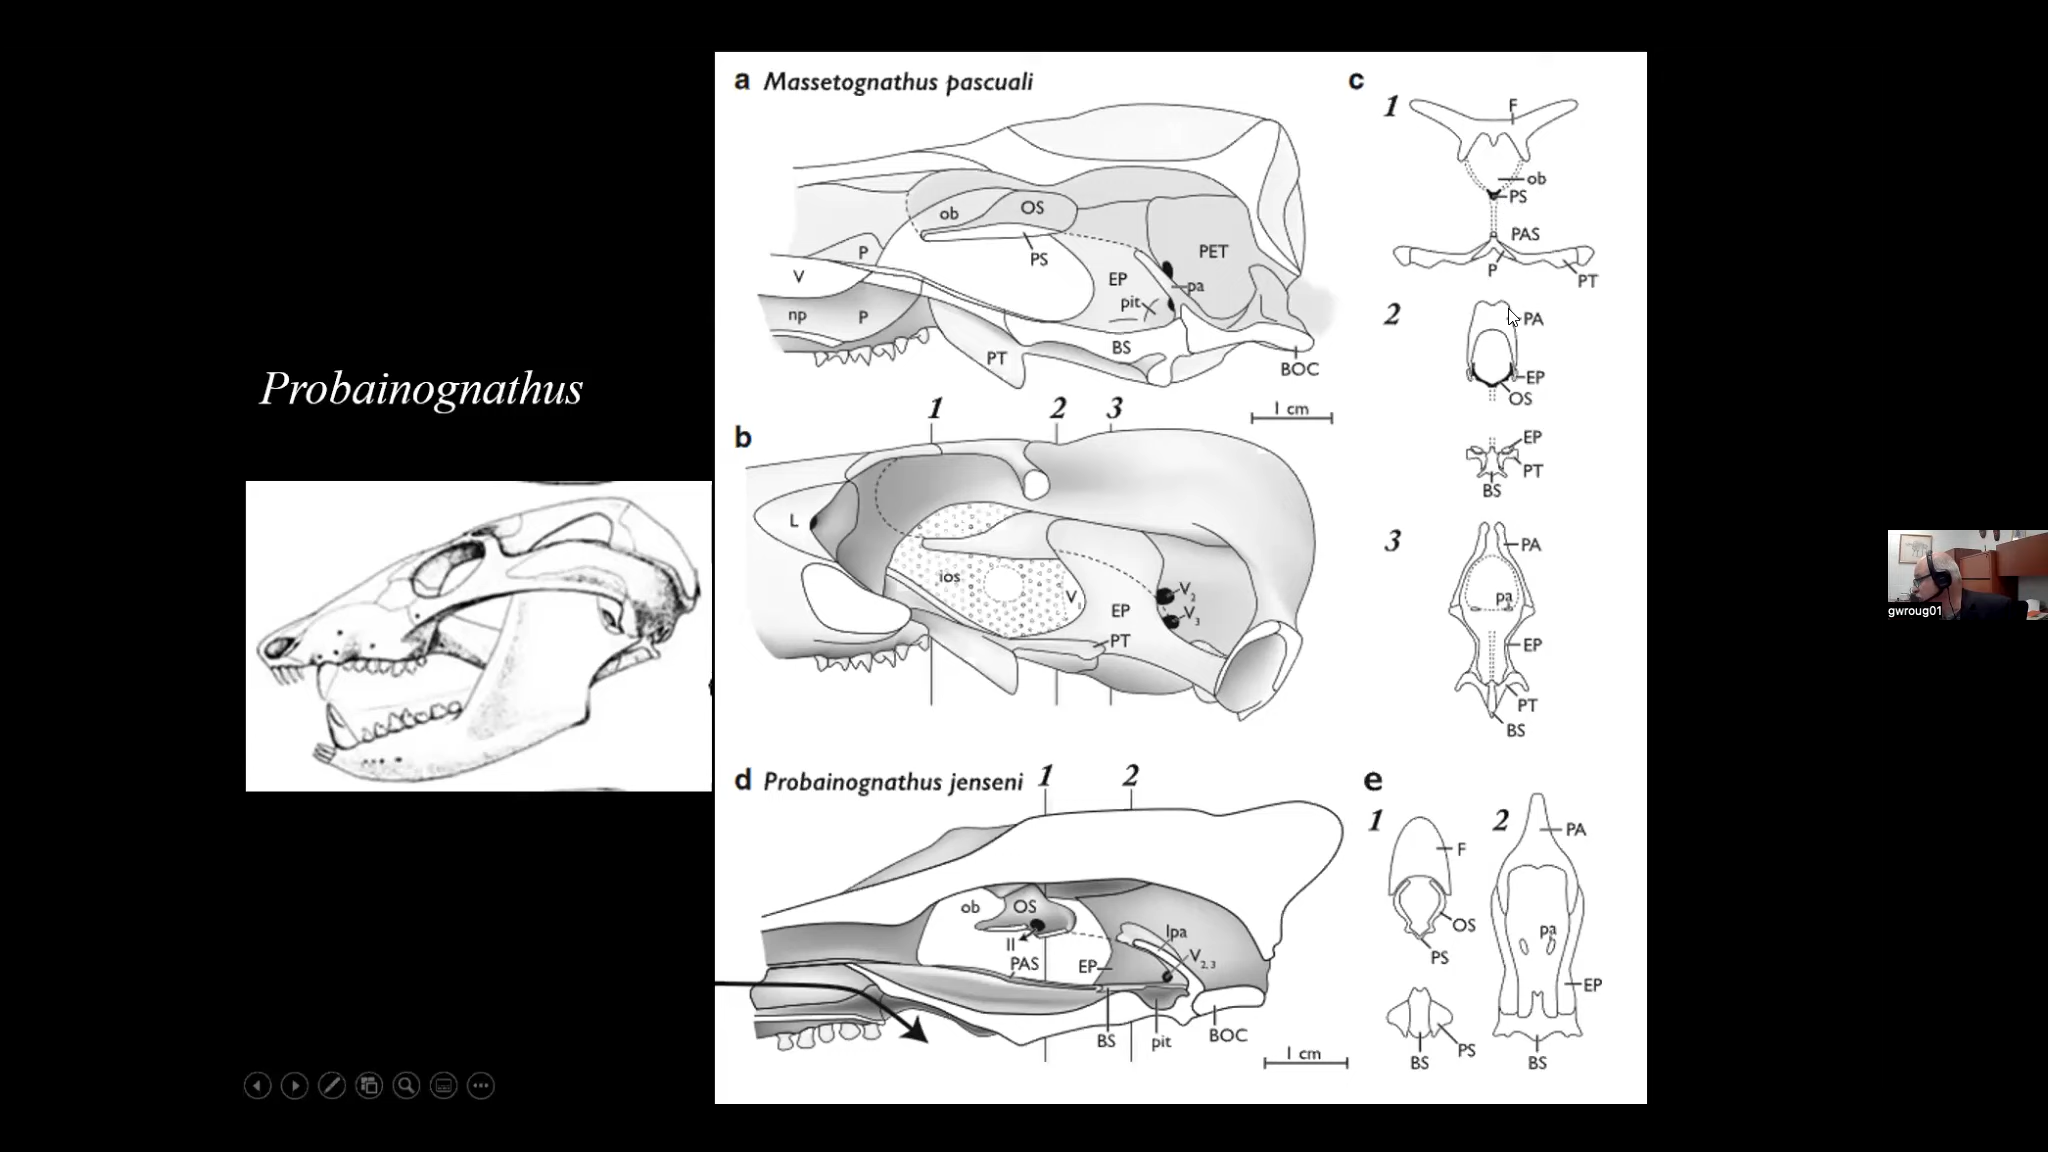 Probainognathus
a Massetognathus pascuali
ob
OS
PS
P
V
np
P
EP
PET
pa
pit
PT
BS
BOC
1 cm
b
1
2
3
L
ios
V1
EP
V2
V3
PT
c
1
F
ob
PS
PAS
P
PT
2
PA
EP
OS
EP
PT
BS
3
PA
pa
EP
PT
BS
d Probainognathus jenseni
1
2
ob
OS
II
PAS
EP
lpa
V2,3
BS
pit
BOC
1 cm
e
1
F
OS
PS
BS
PS
2
PA
pa
EP
BS
gwroug01